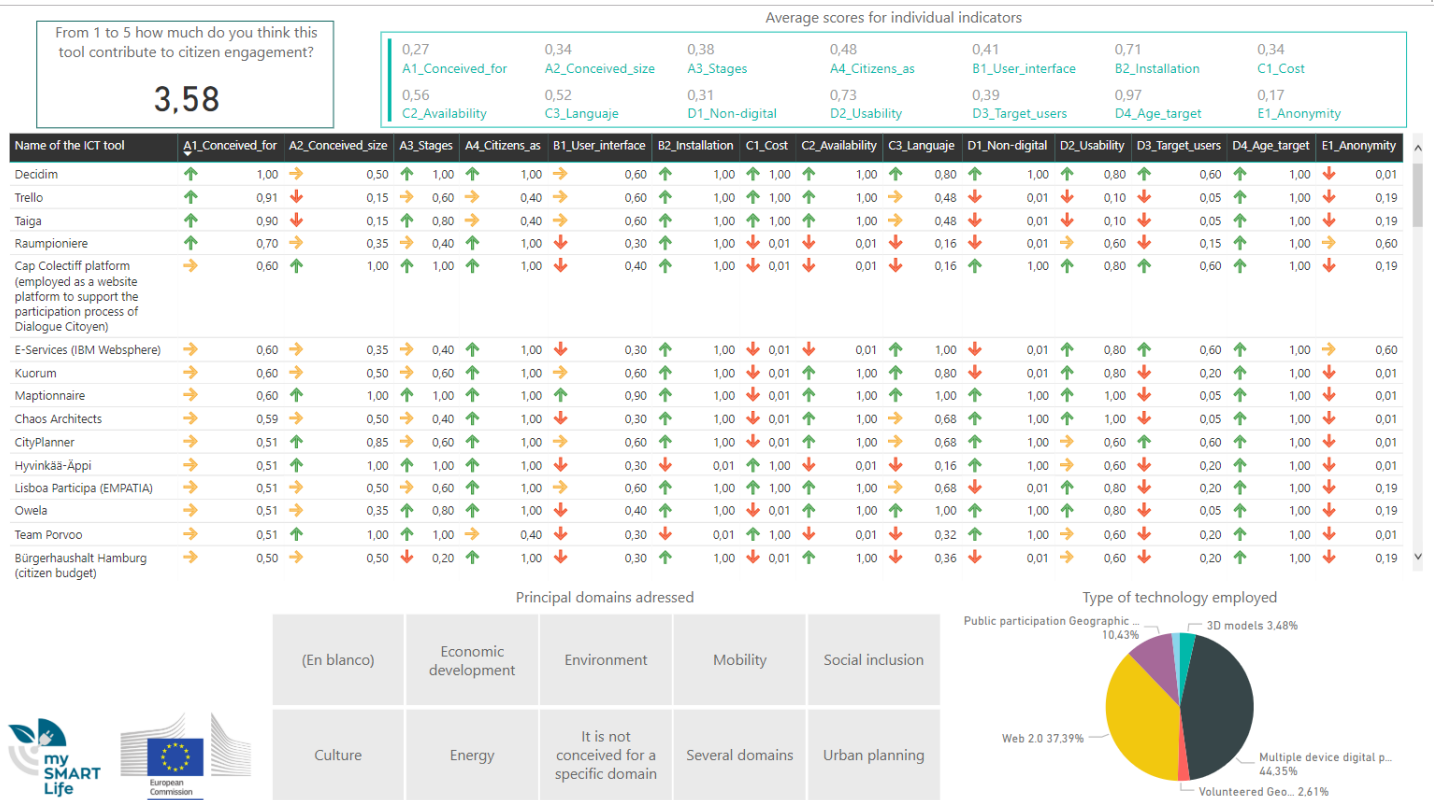 Average scores for individual indicators
From 1 to 5 how much do you think this
tool contribute to citizen engagement?
3,58
0,27 0,34 0,38 0,48 0,41 0,71 0,34
A1_Conceived_for A2_Conceived_size A3_Stages A4_Citizens_as B1_User_interface B2_Installation C1_Cost
0,56 0,52 0,31 0,73 0,39 0,97 0,17
C2_Availability C3_Languaje D1_Non-digital D2_Usability D3_Target_users D4_Age_target E1_Anonymity
Name of the ICT tool A1_Conceived_for A2_Conceived_size A3_Stages A4_Citizens_as B1_User_interface B2_Installation C1_Cost C2_Availability C3_Languaje D1_Non-digital D2_Usability D3_Target_users D4_Age_target E1_Anonymity
Decidim 1,00 0,50 1,00 1,00 0,60 1,00 1,00 1,00 0,80 1,00 0,80 0,60 1,00 0,01
Trello 0,91 0,15 0,60 0,40 0,60 1,00 1,00 1,00 0,48 0,01 0,10 0,05 1,00 0,19
Taiga 0,90 0,15 0,80 0,40 0,60 1,00 1,00 1,00 0,48 0,01 0,10 0,05 1,00 0,19
Raumpioniere 0,70 0,35 0,40 1,00 0,30 1,00 0,01 0,01 0,16 0,01 0,60 0,15 1,00 0,60
Cap Colectiff platform 0,60 1,00 1,00 1,00 0,40 1,00 0,01 0,01 0,16 1,00 0,80 0,60 1,00 0,19
(employed as a website
platform to support the
participation process of
Dialogue Citoyen)
E-Services (IBM Websphere) 0,60 0,35 0,40 1,00 0,30 1,00 0,01 0,01 1,00 0,01 0,80 0,60 1,00 0,60
Kuorum 0,60 0,50 0,60 1,00 0,60 1,00 0,01 1,00 0,80 0,01 0,80 0,20 1,00 0,01
Maptionnaire 0,60 1,00 1,00 1,00 0,90 1,00 0,01 1,00 1,00 1,00 1,00 0,05 1,00 0,01
Chaos Architects 0,59 0,50 0,40 1,00 0,30 1,00 0,01 1,00 0,68 1,00 1,00 0,05 1,00 0,01
CityPlanner 0,51 0,85 0,60 1,00 0,60 1,00 0,01 1,00 0,68 1,00 0,60 0,60 1,00 0,01
Hyvinkää-Äppi 0,51 1,00 1,00 1,00 0,30 0,01 1,00 0,01 0,16 1,00 0,60 0,20 1,00 0,01
Lisboa Participa (EMPATIA) 0,51 0,50 0,60 1,00 0,60 1,00 1,00 1,00 0,68 0,01 0,80 0,20 1,00 0,19
Owela 0,51 0,35 0,80 1,00 0,40 1,00 0,01 1,00 1,00 1,00 0,80 0,05 1,00 0,19
Team Porvoo 0,51 1,00 1,00 0,40 0,30 0,01 1,00 0,01 0,32 1,00 0,60 0,20 1,00 0,01
Bürgerhaushalt Hamburg 0,50 0,50 0,20 1,00 0,30 1,00 0,01 1,00 0,36 0,01 0,60 0,20 1,00 0,19
(citizen budget)
Principal domains adressed
(En blanco)
Economic
development
Environment
Mobility
Social inclusion
Culture
Energy
It is not
conceived for a
specific domain
Several domains
Urban planning
Type of technology employed
Public participation Geographic ...
10,43%
3D models 3,48%
Web 2.0 37,39%
Multiple device digital p...
44,35%
Volunteered Geo... 2,61%
my
SMART
Life
European
Commission